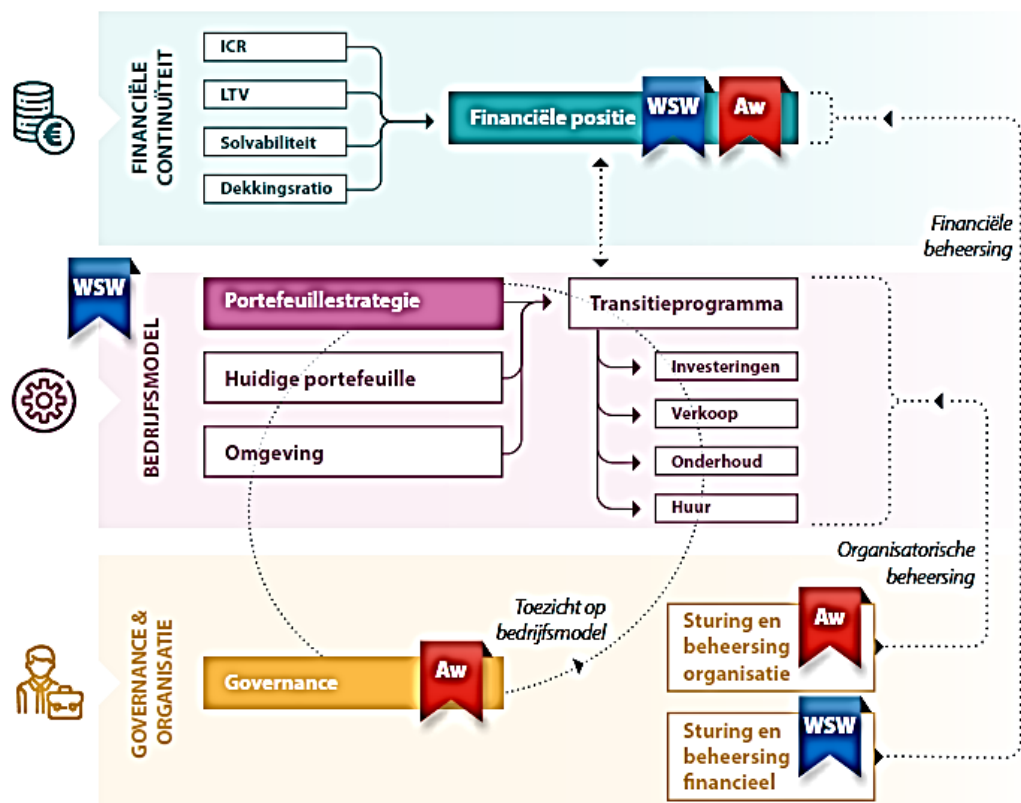 FINANCIËLE
CONTINUÏTEIT
ICR
LTV
Solvabiliteit
Dekkingsratio
Financiële positie
WSW
Aw
Financiële
beheersing
WSW
BEDRIJFSMODEL
Portefeuillestrategie
Huidige portefeuille
Omgeving
Transitieprogramma
Investeringen
Verkoop
Onderhoud
Huur
Organisatorische
beheersing
GOVERNANCE &
ORGANISATIE
Governance
Aw
Toezicht op
bedrijfsmodel
Sturing en
beheersing
organisatie
Aw
Sturing en
beheersing
financieel
WSW